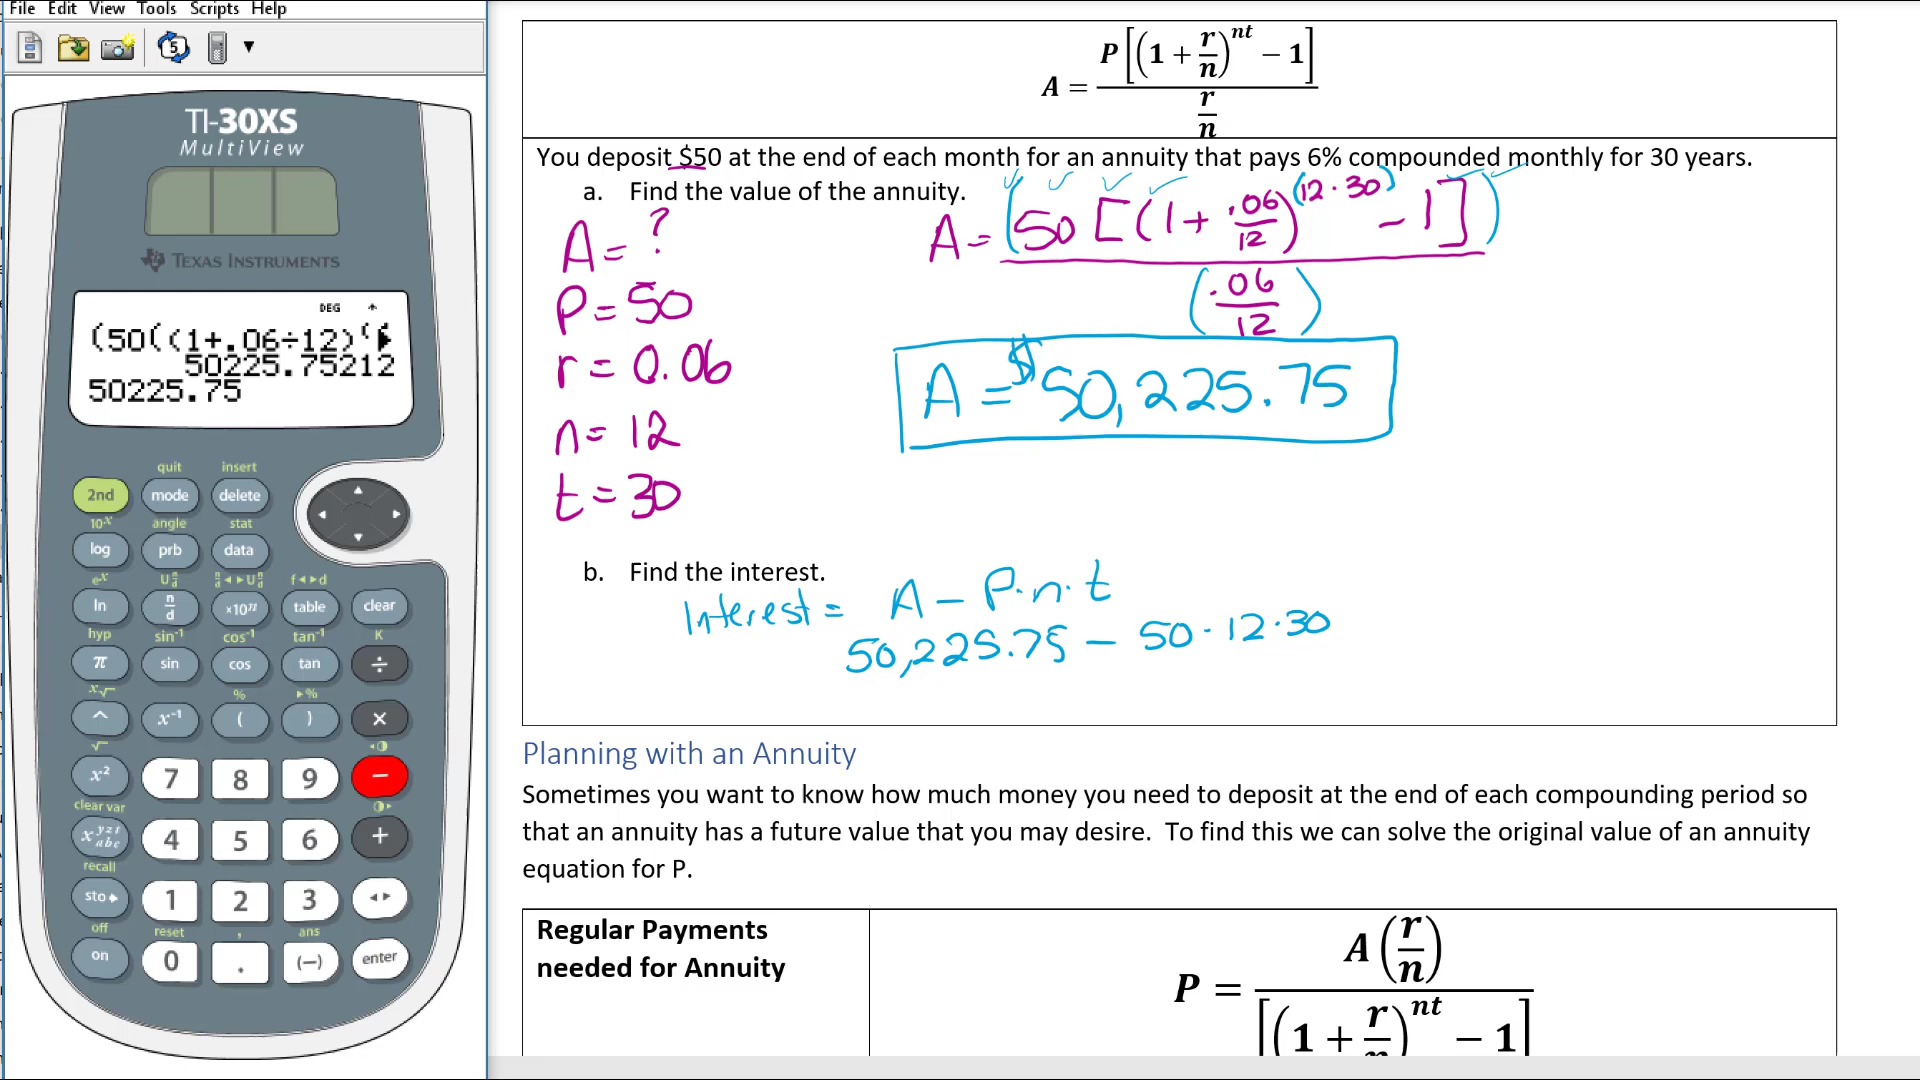 File Edit View Tools Scripts Help
5
TI-30XS
MultiView
TEXAS INSTRUMENTS
DEG
(50((1+.06÷12)^(
50225.75212
50225.75
quit insert
2nd mode delete
10^x angle stat
log prb data
e^x U n/d n/d◄►U n/d f◄►d
ln n/d ×10^n table clear
hyp sin⁻¹ cos⁻¹ tan⁻¹ K
π sin cos tan ÷
x√ % ►%
^ x⁻¹ ( ) ×
√
x² 7 8 9 −
clear var
x yzt abc 4 5 6 +
recall
sto► 1 2 3 ◄►
off reset , ans
on 0 . (−) enter
A = P[(1 + r/n)^nt − 1] / (r/n)
You deposit $50 at the end of each month for an annuity that pays 6% compounded monthly for 30 years.
a. Find the value of the annuity.
A = ?
P = 50
r = 0.06
n = 12
t = 30
A = (50[(1 + .06/12)^(12·30) − 1]) / (.06/12)
A = $50,225.75
b. Find the interest.
Interest = A − P·n·t
50,225.75 − 50·12·30
Planning with an Annuity
Sometimes you want to know how much money you need to deposit at the end of each compounding period so
that an annuity has a future value that you may desire. To find this we can solve the original value of an annuity
equation for P.
Regular Payments
needed for Annuity
P = A(r/n) / [(1 + r/n)^nt − 1]